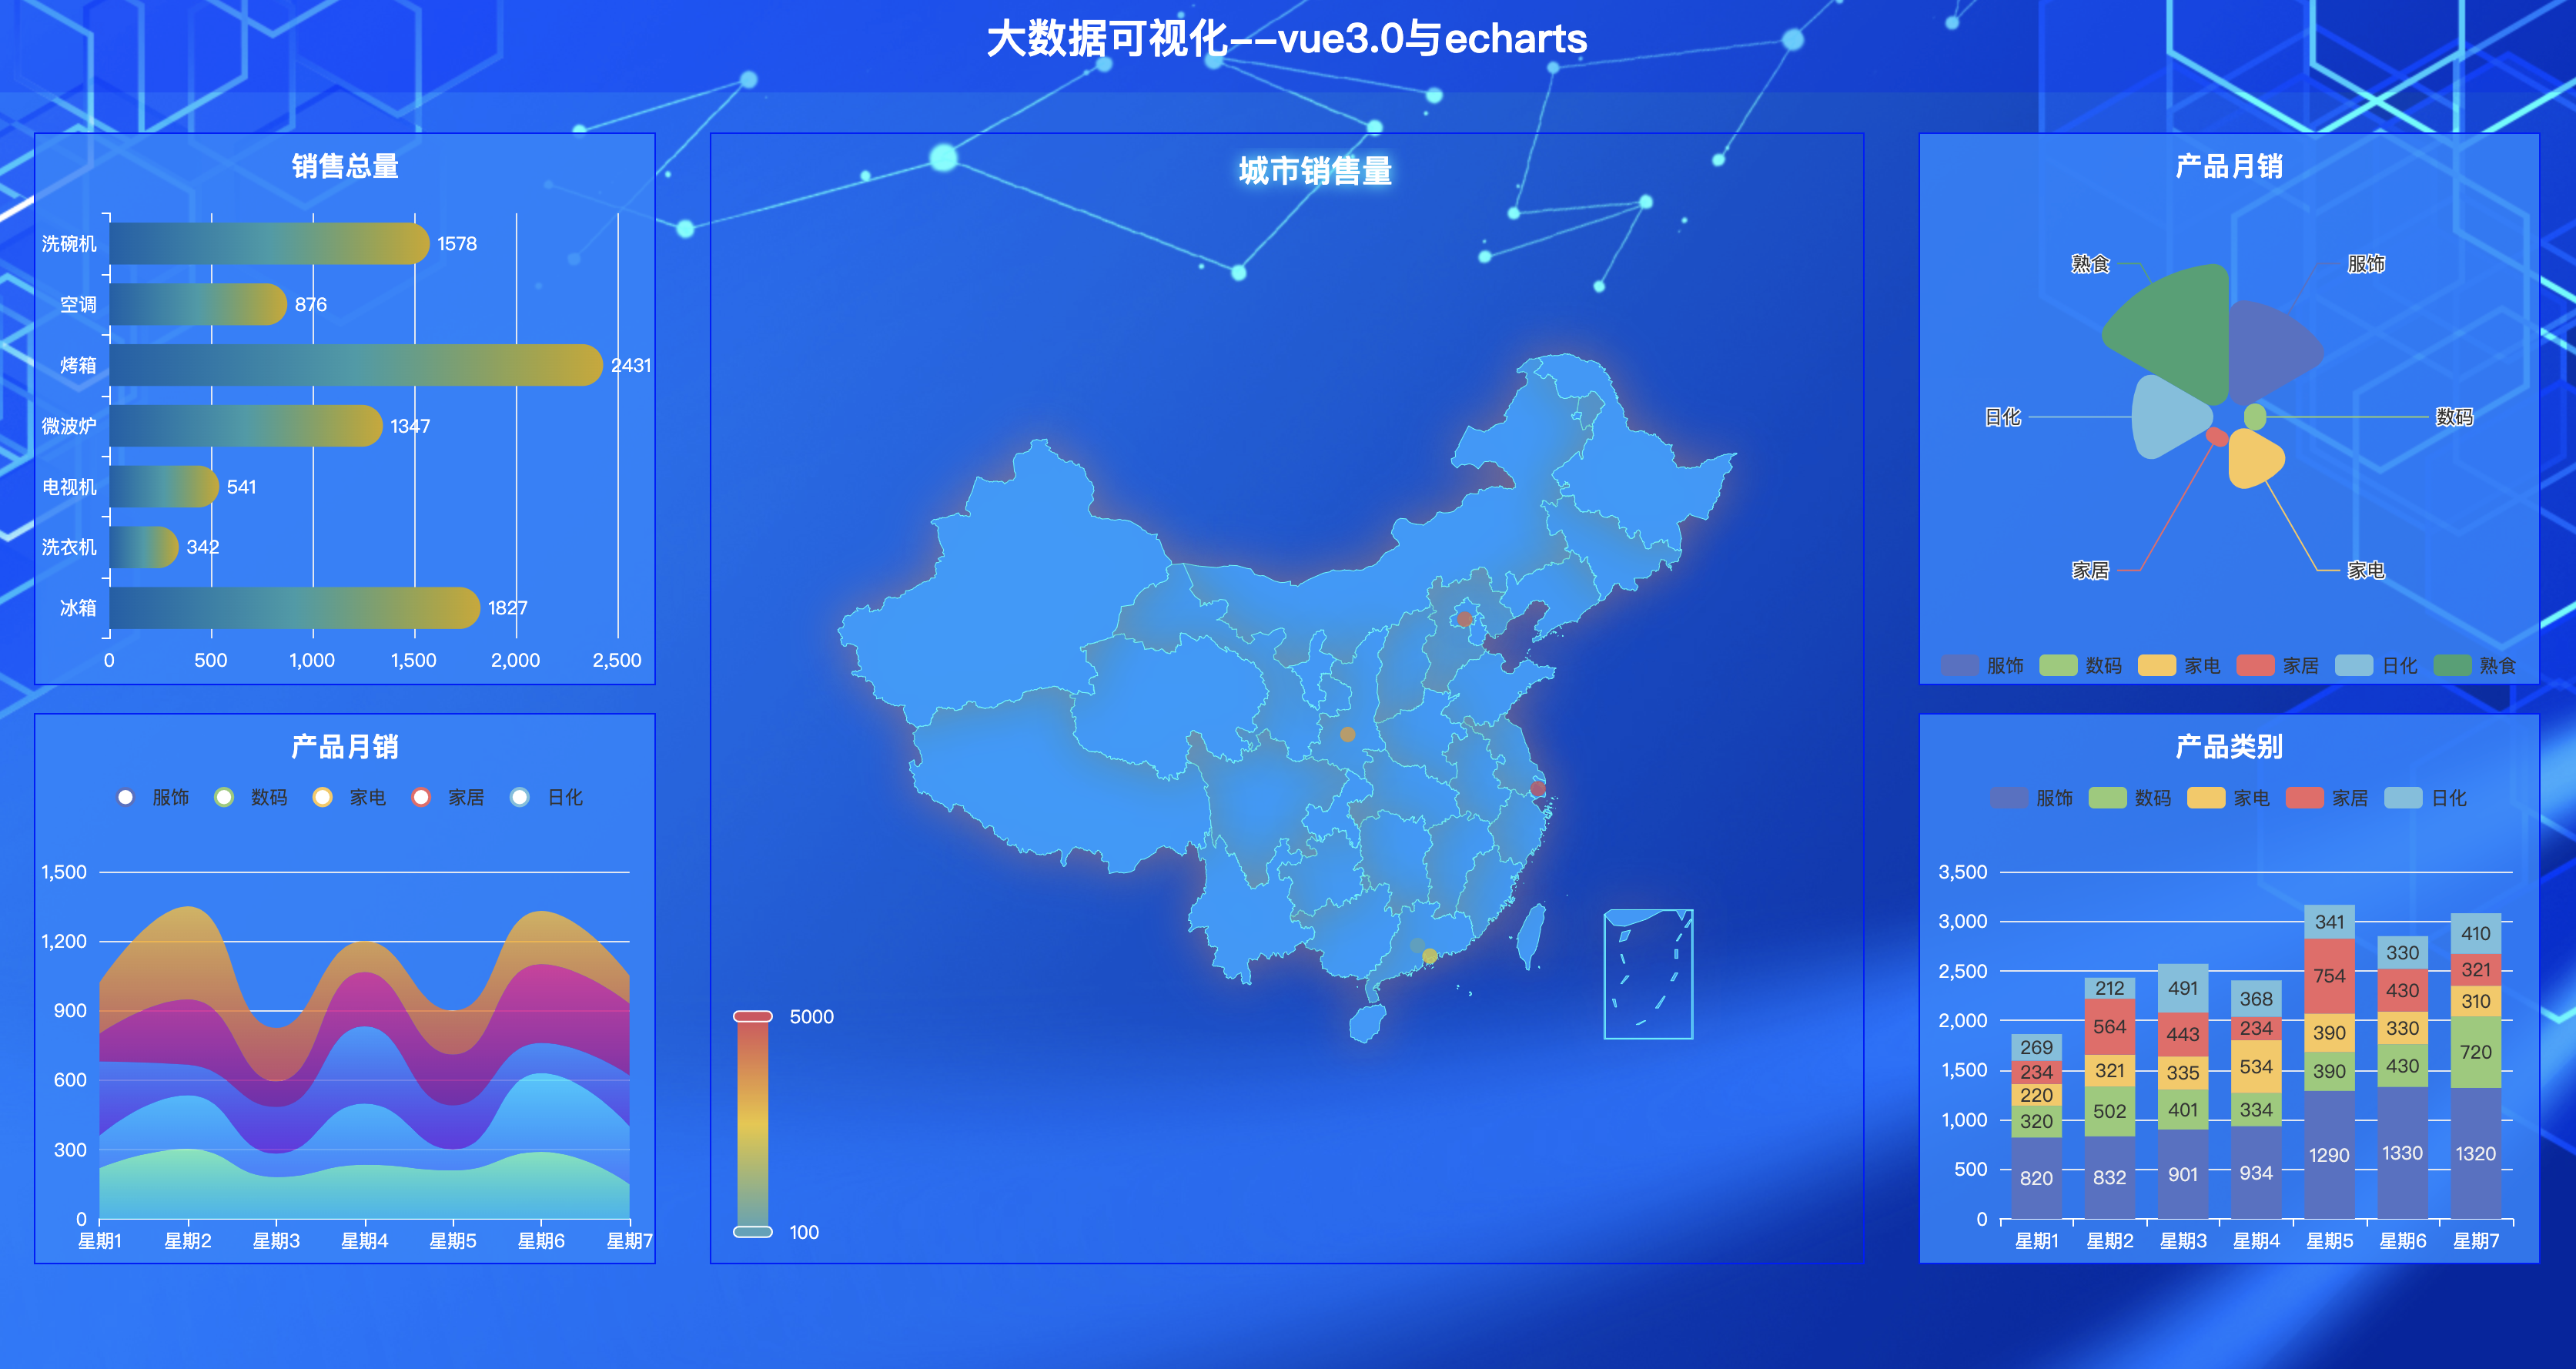 大数据可视化--vue3.0与echarts
销售总量
洗碗机 1578
空调 876
烤箱 2431
微波炉 1347
电视机 541
洗衣机 342
冰箱 1827
0 500 1,000 1,500 2,000 2,500
产品月销
服饰 数码 家电 家居 日化
1,500
1,200
900
600
300
0
星期1 星期2 星期3 星期4 星期5 星期6 星期7
城市销售量
5000
100
产品月销
熟食 服饰
日化 数码
家居 家电
服饰 数码 家电 家居 日化 熟食
产品类别
服饰 数码 家电 家居 日化
3,500
3,000
2,500
2,000
1,500
1,000
500
0
269 212 491 368 341 330 410
234 564 443 234 754 430 321
220 321 335 534 390 330 310
320 502 401 334 390 430 720
820 832 901 934 1290 1330 1320
星期1 星期2 星期3 星期4 星期5 星期6 星期7